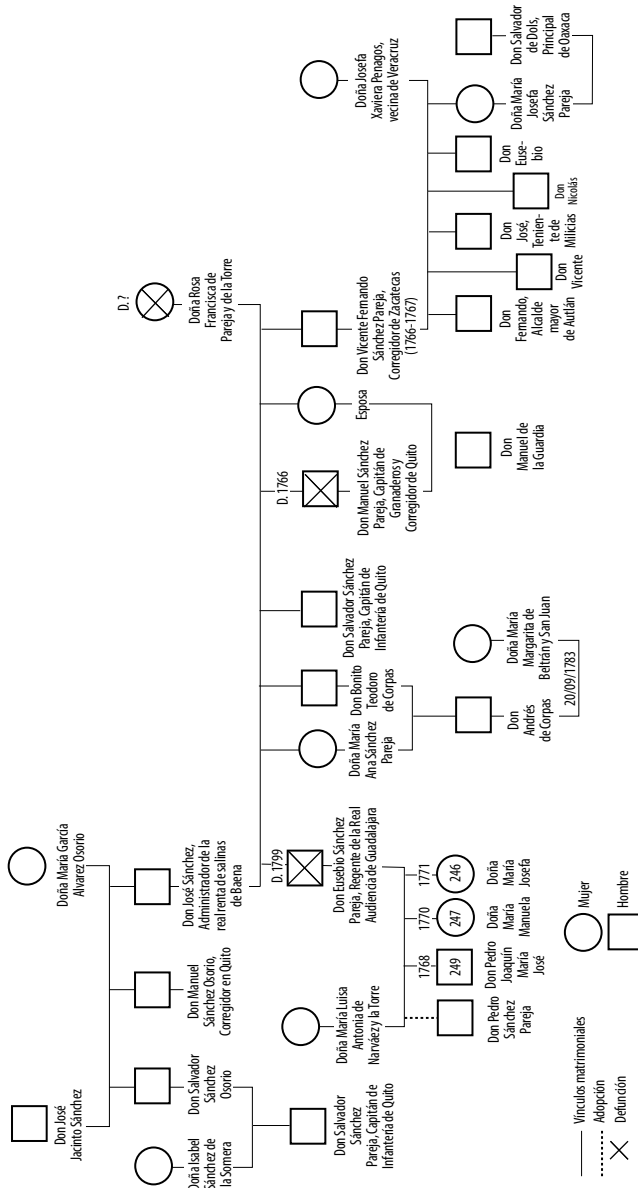 Don José
Jacinto Sánchez
Doña María García
Alvarez Osorio
Doña Isabel
Sánchez de
la Somera
Don Salvador
Sánchez
Osorio
Don Manuel
Sánchez Osorio,
Corregidor en Quito
Don José Sánchez,
Administrador de la
real renta de salinas
de Baena
D. ?
Doña Rosa
Francisca de
Pareja y de la Torre
Don Salvador
Sánchez
Pareja, Capitán de
Infantería de Quito
Doña María Luisa
Antonia de
Narváez y la Torre
D. 1799
Don Eusebio Sánchez
Pareja, Regente de la Real
Audiencia de Guadalajara
Doña María
Ana Sánchez
Pareja
Don Bonito
Teodoro
de Corpas
Don Salvador Sánchez
Pareja, Capitán de
Infantería de Quito
D. 1766
Don Manuel Sánchez
Pareja, Capitán de
Granaderos y
Corregidor de Quito
Esposa
Don Vicente Fernando
Sánchez Pareja,
Corregidor de Zacatecas
(1766-1767)
Doña Josefa
Xaviera Penagos,
vecina de Veracruz
Don Pedro
Sánchez
Pareja
1768
249
Don Pedro
Joaquín
María
José
1770
247
Doña
María
Manuela
1771
246
Doña
María
Josefa
Don
Andrés
de Corpas
Doña María
Margarita de
Beltrán y San Juan
20/09/1783
Don
Manuel de
la Guardia
Don
Fernando,
Alcalde
mayor
de Autlán
Don
Vicente
Don
José,
Tenien-
te de
Milicias
Don
Nicolás
Don
Euse-
bio
Doña María
Josefa
Sánchez
Pareja
Don Salvador
de Dols,
Principal
de Oaxaca
Vínculos matrimoniales
Adopción
Defunción
Mujer
Hombre